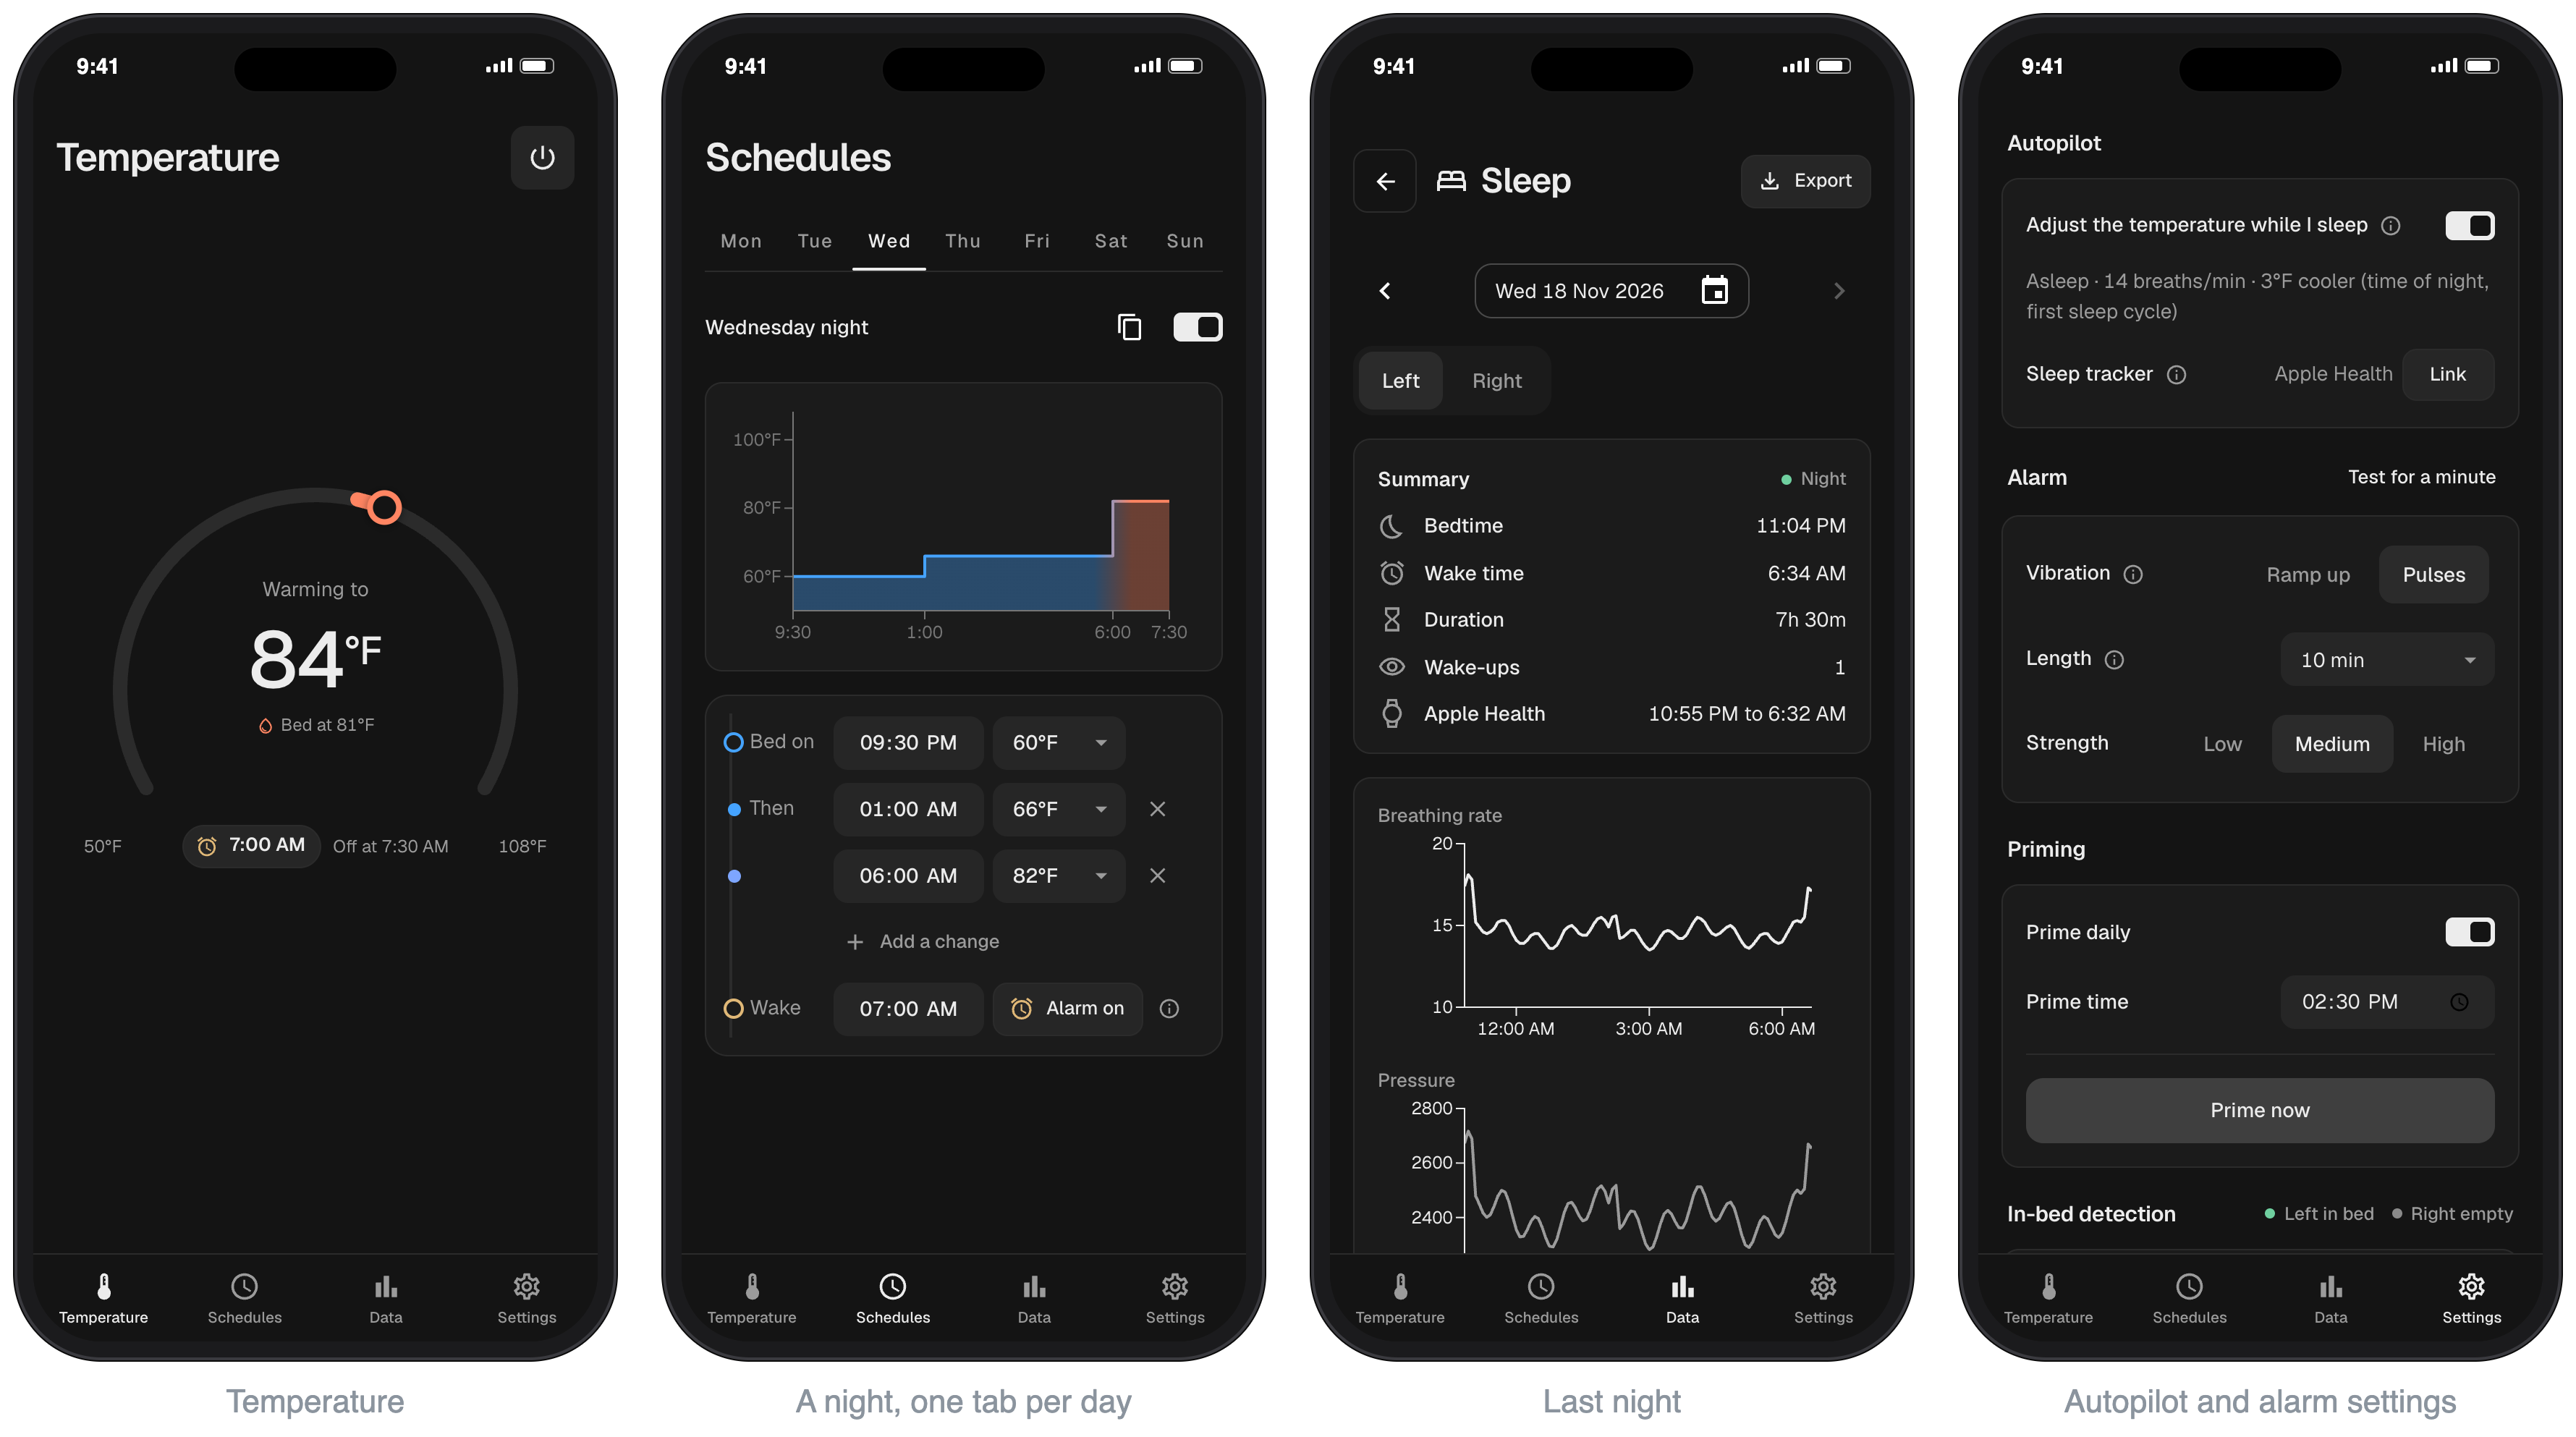 9:41
Temperature
Warming to
84°F
Bed at 81°F
50°F
7:00 AM
Off at 7:30 AM
108°F
Temperature
Schedules
Data
Settings
Temperature
9:41
Schedules
Mon Tue Wed Thu Fri Sat Sun
Wednesday night
100°F
80°F
60°F
9:30 1:00 6:00 7:30
Bed on 09:30 PM 60°F
Then 01:00 AM 66°F
06:00 AM 82°F
Add a change
Wake 07:00 AM Alarm on
Temperature
Schedules
Data
Settings
A night, one tab per day
9:41
Sleep
Export
Wed 18 Nov 2026
Left Right
Summary
Night
Bedtime 11:04 PM
Wake time 6:34 AM
Duration 7h 30m
Wake-ups 1
Apple Health 10:55 PM to 6:32 AM
Breathing rate
20
15
10
12:00 AM 3:00 AM 6:00 AM
Pressure
2800
2600
2400
Temperature
Schedules
Data
Settings
Last night
9:41
Autopilot
Adjust the temperature while I sleep
Asleep · 14 breaths/min · 3°F cooler (time of night,
first sleep cycle)
Sleep tracker Apple Health Link
Alarm Test for a minute
Vibration Ramp up Pulses
Length 10 min
Strength Low Medium High
Priming
Prime daily
Prime time 02:30 PM
Prime now
In-bed detection Left in bed Right empty
Temperature
Schedules
Data
Settings
Autopilot and alarm settings